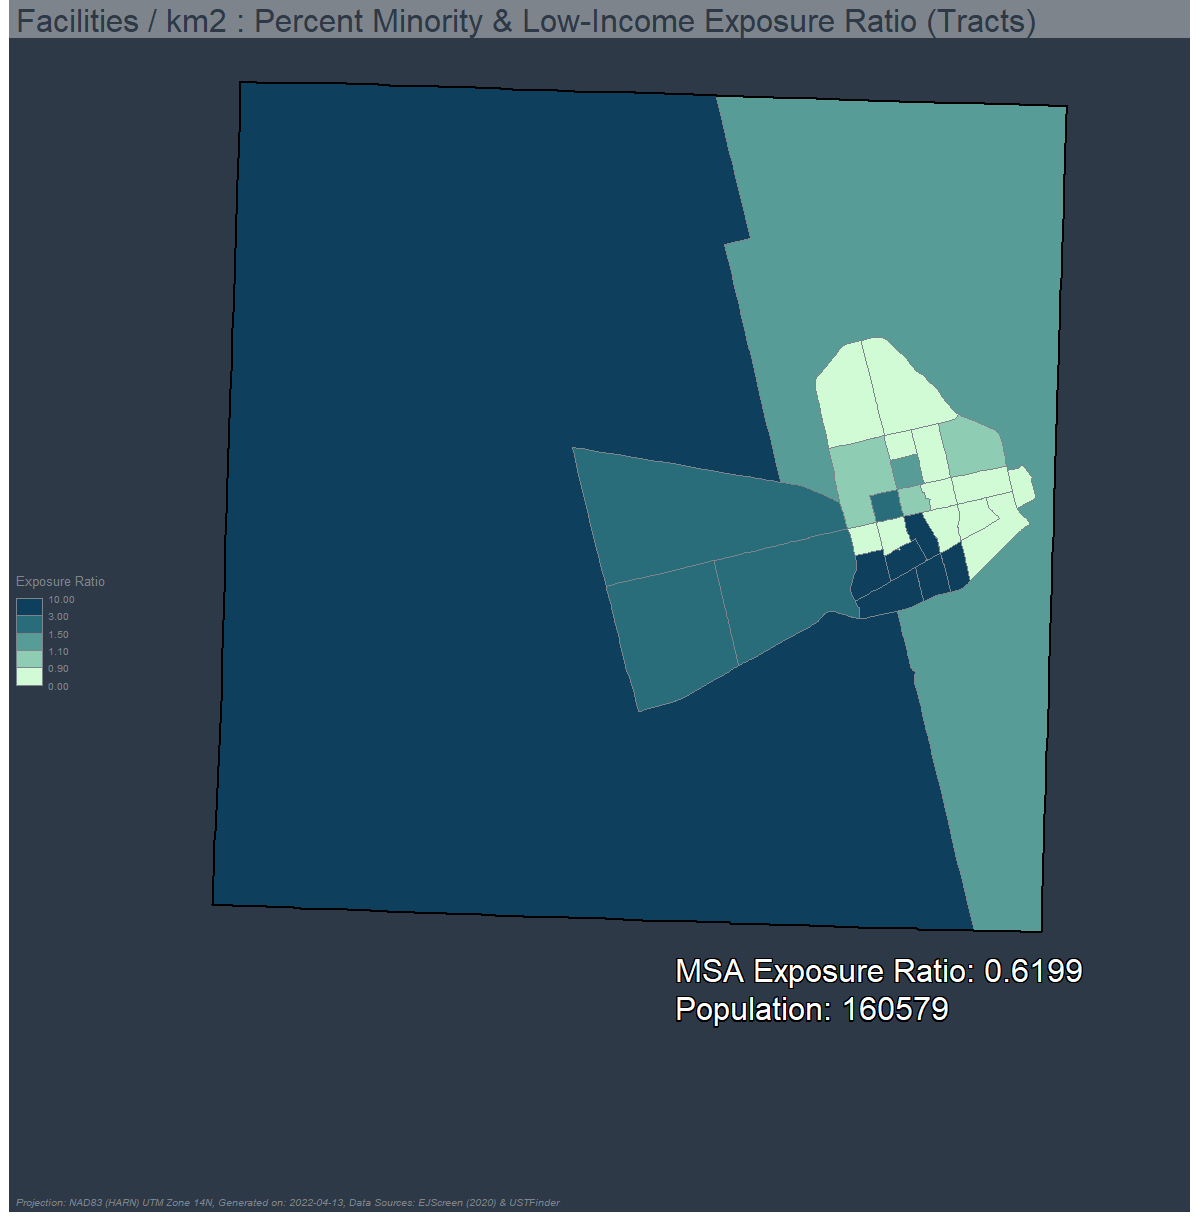 Facilities / km2 : Percent Minority & Low-Income Exposure Ratio (Tracts)
Exposure Ratio
10.00
3.00
1.50
1.10
0.90
0.00
MSA Exposure Ratio: 0.6199
Population: 160579
Projection: NAD83 (HARN) UTM Zone 14N, Generated on: 2022-04-13, Data Sources: EJScreen (2020) & USTFinder